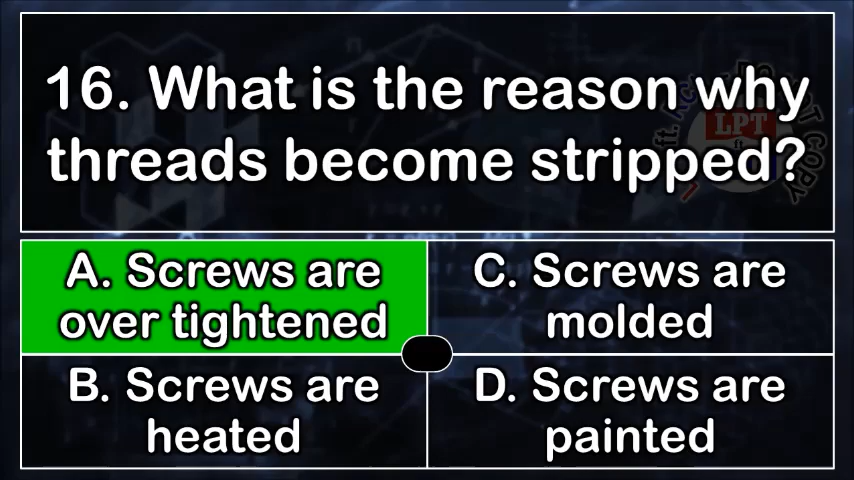 16. What is the reason why
threads become stripped?
LPT
A. Screws are
over tightened
C. Screws are
molded
B. Screws are
heated
D. Screws are
painted